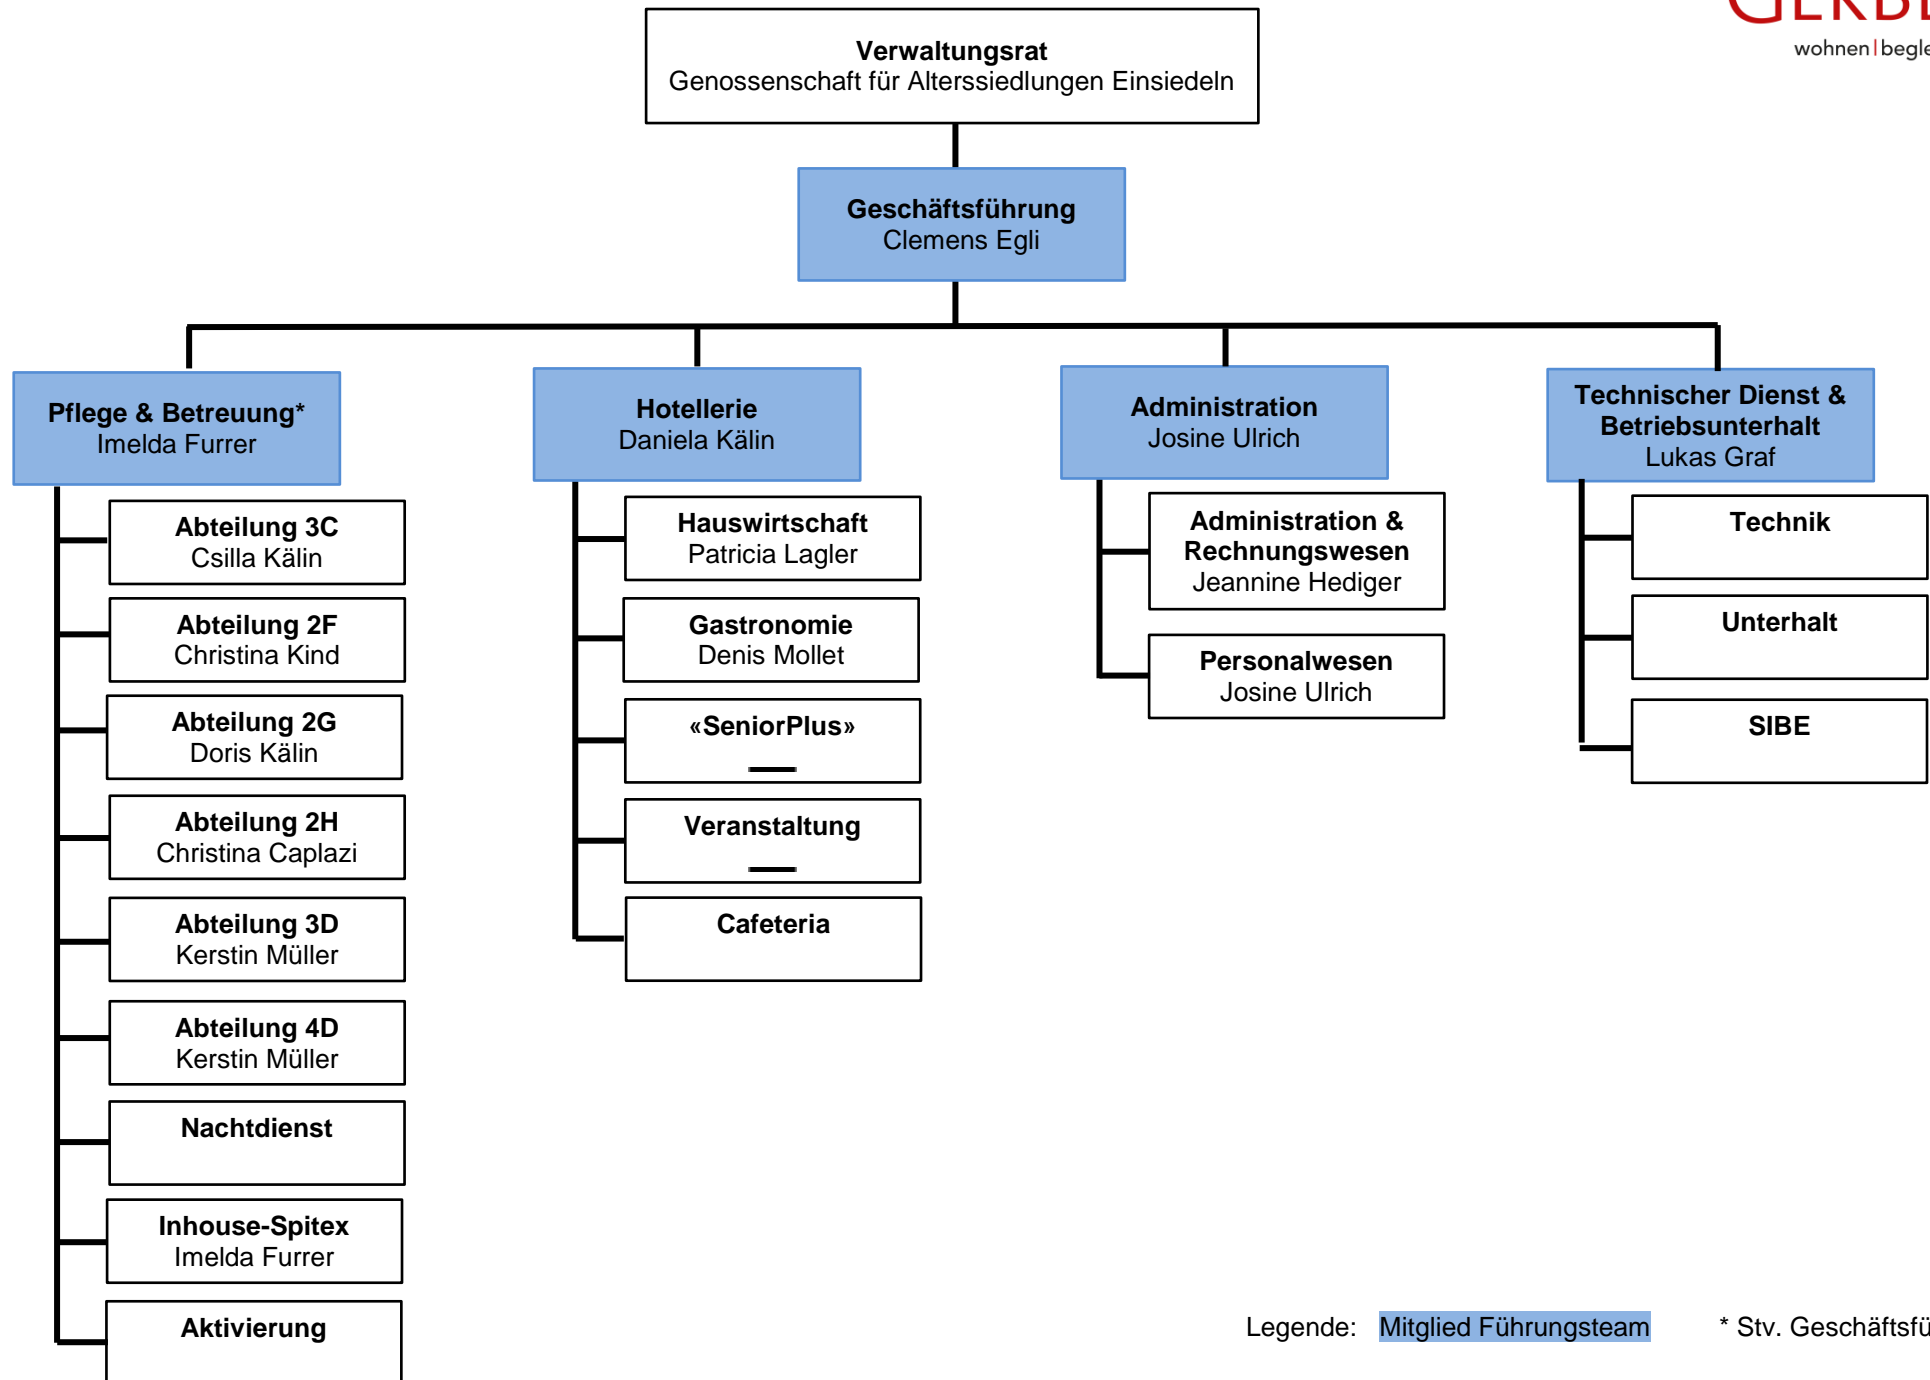 wohnen|begle
Verwaltungsrat
Genossenschaft für Alterssiedlungen Einsiedeln
Geschäftsführung
Clemens Egli
Pflege & Betreuung*
Imelda Furrer
Abteilung 3C
Csilla Kälin
Abteilung 2F
Christina Kind
Abteilung 2G
Doris Kälin
Abteilung 2H
Christina Caplazi
Abteilung 3D
Kerstin Müller
Abteilung 4D
Kerstin Müller
Nachtdienst
Inhouse-Spitex
Imelda Furrer
Aktivierung
Hotellerie
Daniela Kälin
Hauswirtschaft
Patricia Lagler
Gastronomie
Denis Mollet
«SeniorPlus»
Veranstaltung
Cafeteria
Administration
Josine Ulrich
Administration &
Rechnungswesen
Jeannine Hediger
Personalwesen
Josine Ulrich
Technischer Dienst &
Betriebsunterhalt
Lukas Graf
Technik
Unterhalt
SIBE
Legende: Mitglied Führungsteam * Stv. Geschäftsfü